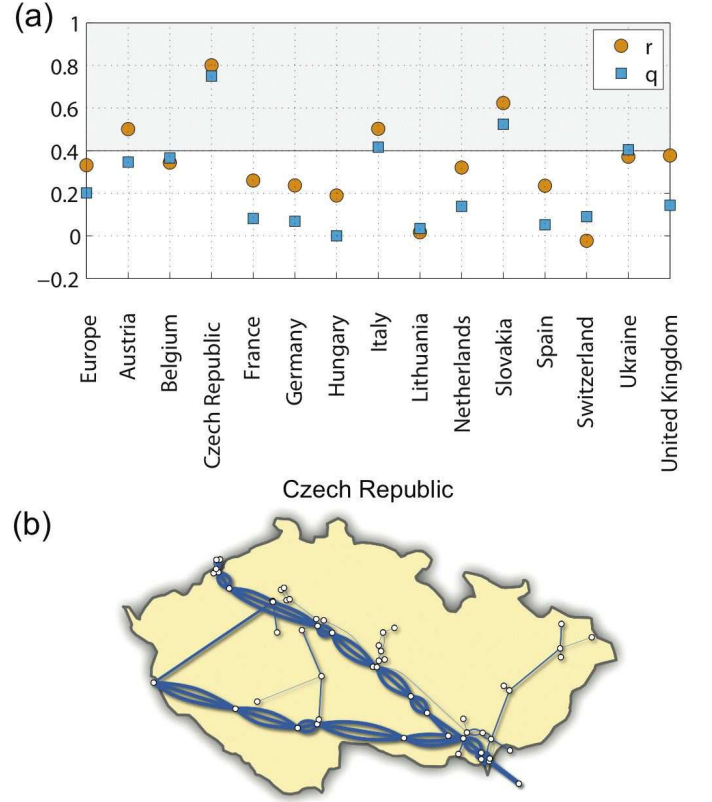 (a)
1
0.8
0.6
0.4
0.2
0
−0.2
r
q
Europe
Austria
Belgium
Czech Republic
France
Germany
Hungary
Italy
Lithuania
Netherlands
Slovakia
Spain
Switzerland
Ukraine
United Kingdom
Czech Republic
(b)